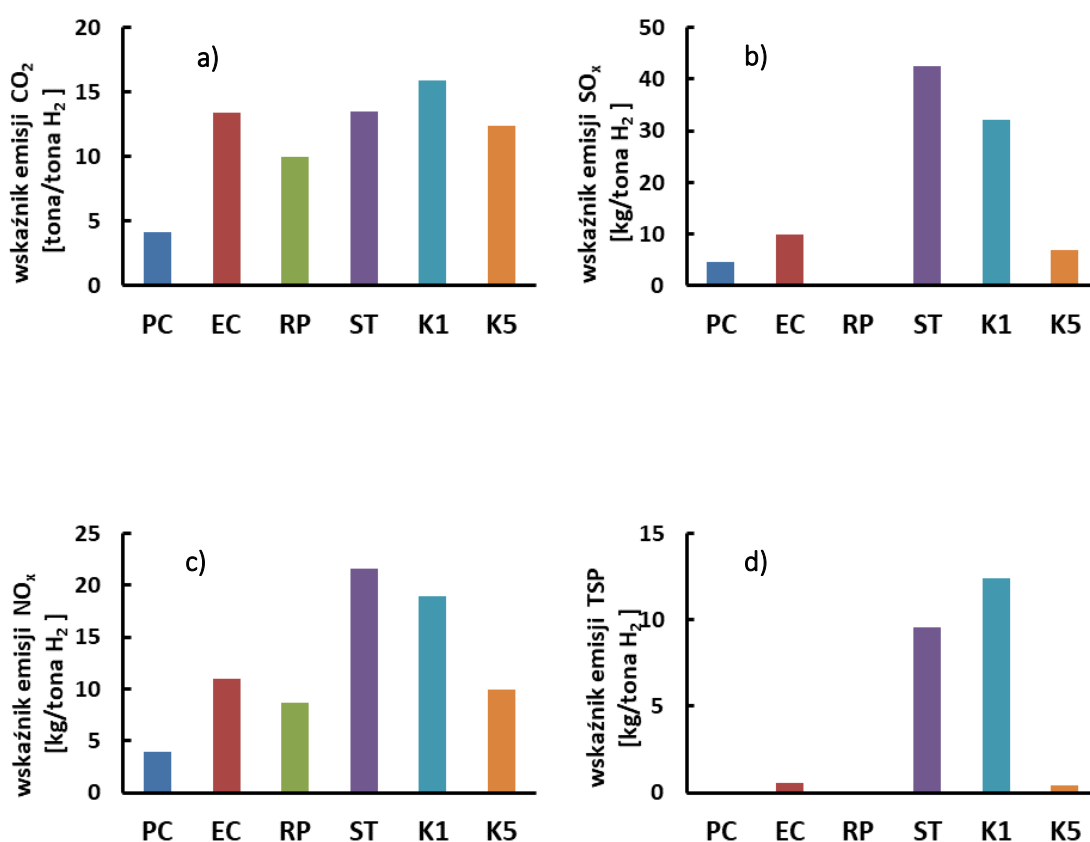 a)
wskaźnik emisji CO₂
[tona/tona H₂ ]
20
15
10
5
0
PC EC RP ST K1 K5
b)
wskaźnik emisji SOₓ
[kg/tona H₂ ]
50
40
30
20
10
0
PC EC RP ST K1 K5
c)
wskaźnik emisji NOₓ
[kg/tona H₂ ]
25
20
15
10
5
0
PC EC RP ST K1 K5
d)
wskaźnik emisji TSP
[kg/tona H₂ ]
15
10
5
0
PC EC RP ST K1 K5